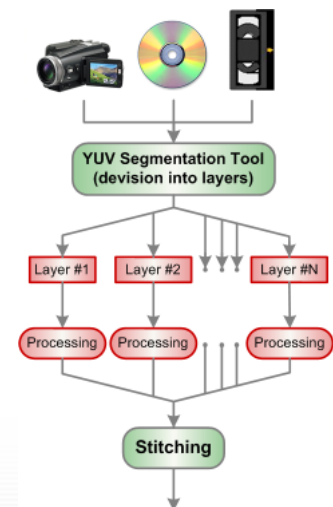 YUV Segmentation Tool
(devision into layers)
Layer #1
Layer #2
Layer #N
Processing
Processing
Processing
Stitching